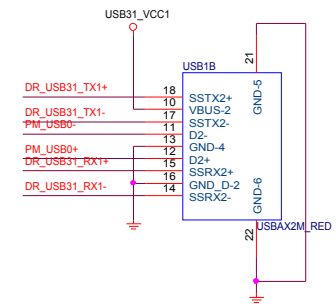 USB31_VCC1
USB1B
DR_USB31_TX1+
18
SSTX2+
10
VBUS-2
DR_USB31_TX1-
17
SSTX2-
PM_USB0-
11
D2-
13
GND-4
PM_USB0+
12
D2+
DR_USB31_RX1+
15
SSRX2+
16
GND_D-2
DR_USB31_RX1-
14
SSRX2-
21
GND-5
GND-6
22
USBAX2M_RED